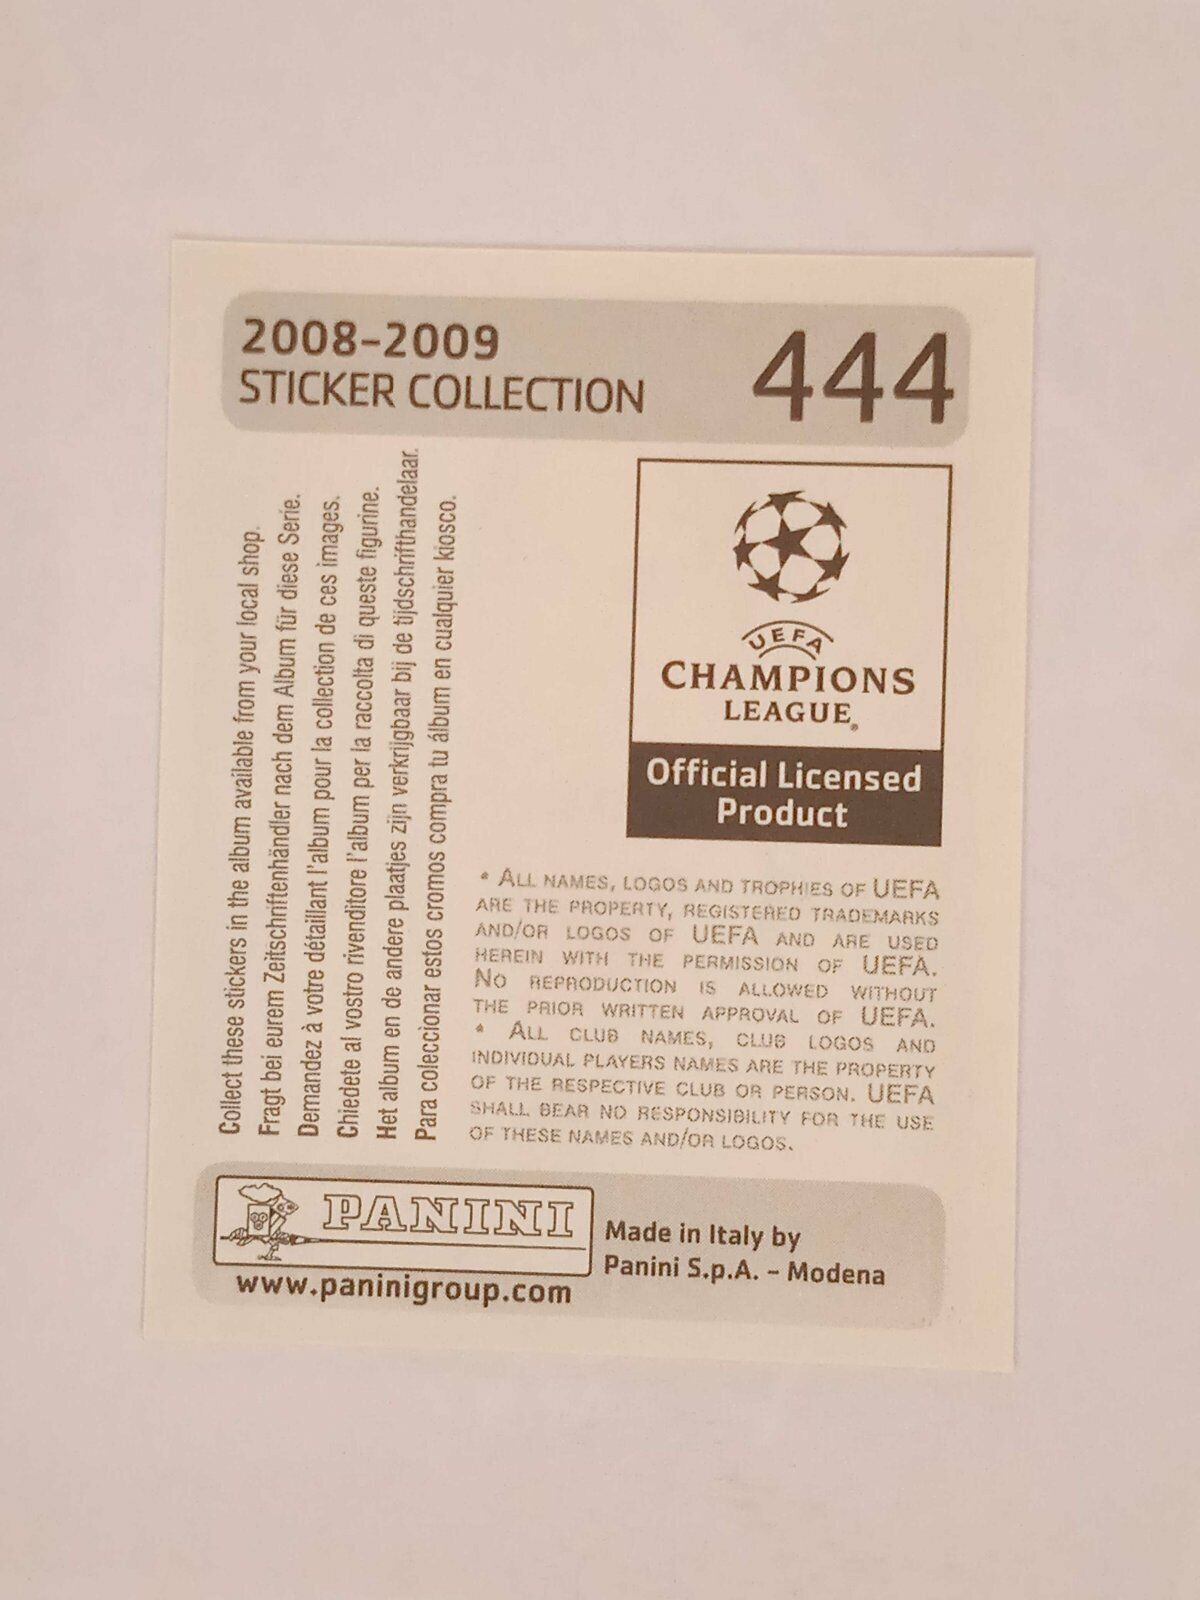 2008-2009
STICKER COLLECTION
444
Collect these stickers in the album available from your local shop.
Fragt bei eurem Zeitschriftenhändler nach dem Album für diese Serie.
Demandez à votre détaillant l'album pour la collection de ces images.
Chiedete al vostro rivenditore l'album per la raccolta di queste figurine.
Het album en de andere plaatjes zijn verkrijgbaar bij de tijdschrifthandelaar.
Para coleccionar estos cromos compra tu álbum en cualquier kiosco.
UEFA
CHAMPIONS
LEAGUE®
Official Licensed
Product
* ALL NAMES, LOGOS AND TROPHIES OF UEFA
ARE THE PROPERTY, REGISTERED TRADEMARKS
AND/OR LOGOS OF UEFA AND ARE USED
HEREIN WITH THE PERMISSION OF UEFA.
NO REPRODUCTION IS ALLOWED WITHOUT
THE PRIOR WRITTEN APPROVAL OF UEFA.
* ALL CLUB NAMES, CLUB LOGOS AND
INDIVIDUAL PLAYERS NAMES ARE THE PROPERTY
OF THE RESPECTIVE CLUB OR PERSON. UEFA
SHALL BEAR NO RESPONSIBILITY FOR THE USE
OF THESE NAMES AND/OR LOGOS.
PANINI
www.paninigroup.com
Made in Italy by
Panini S.p.A. - Modena